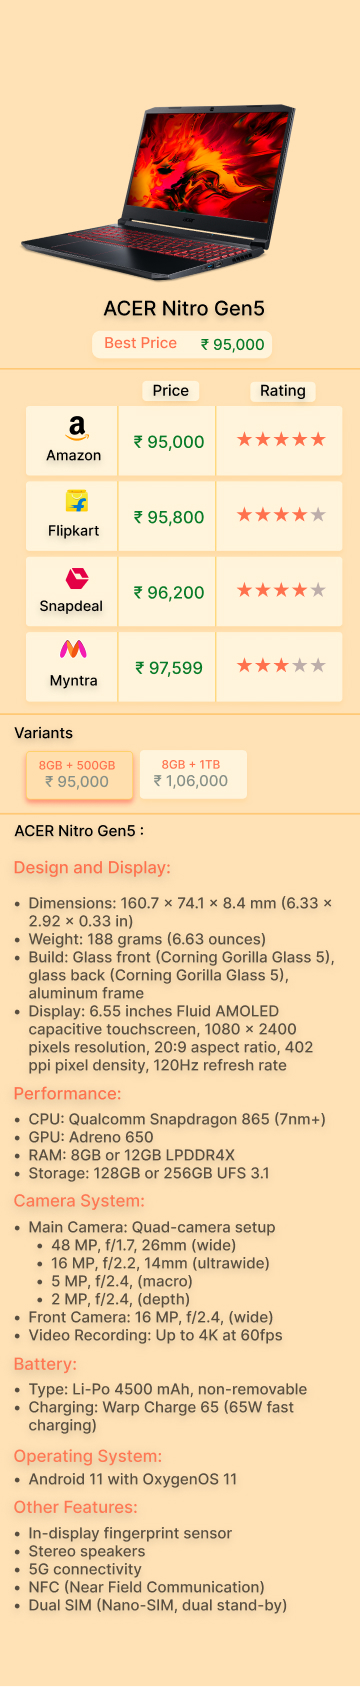 ACER Nitro Gen5
Best Price ₹ 95,000
Price Rating
Amazon ₹ 95,000
Flipkart ₹ 95,800
Snapdeal ₹ 96,200
Myntra ₹ 97,599
Variants
8GB + 500GB 8GB + 1TB
₹ 95,000 ₹ 1,06,000
ACER Nitro Gen5 :
Design and Display:
• Dimensions: 160.7 × 74.1 × 8.4 mm (6.33 ×
2.92 × 0.33 in)
• Weight: 188 grams (6.63 ounces)
• Build: Glass front (Corning Gorilla Glass 5),
glass back (Corning Gorilla Glass 5),
aluminum frame
• Display: 6.55 inches Fluid AMOLED
capacitive touchscreen, 1080 × 2400
pixels resolution, 20:9 aspect ratio, 402
ppi pixel density, 120Hz refresh rate
Performance:
• CPU: Qualcomm Snapdragon 865 (7nm+)
• GPU: Adreno 650
• RAM: 8GB or 12GB LPDDR4X
• Storage: 128GB or 256GB UFS 3.1
Camera System:
• Main Camera: Quad-camera setup
• 48 MP, f/1.7, 26mm (wide)
• 16 MP, f/2.2, 14mm (ultrawide)
• 5 MP, f/2.4, (macro)
• 2 MP, f/2.4, (depth)
• Front Camera: 16 MP, f/2.4, (wide)
• Video Recording: Up to 4K at 60fps
Battery:
• Type: Li-Po 4500 mAh, non-removable
• Charging: Warp Charge 65 (65W fast
charging)
Operating System:
• Android 11 with OxygenOS 11
Other Features:
• In-display fingerprint sensor
• Stereo speakers
• 5G connectivity
• NFC (Near Field Communication)
• Dual SIM (Nano-SIM, dual stand-by)